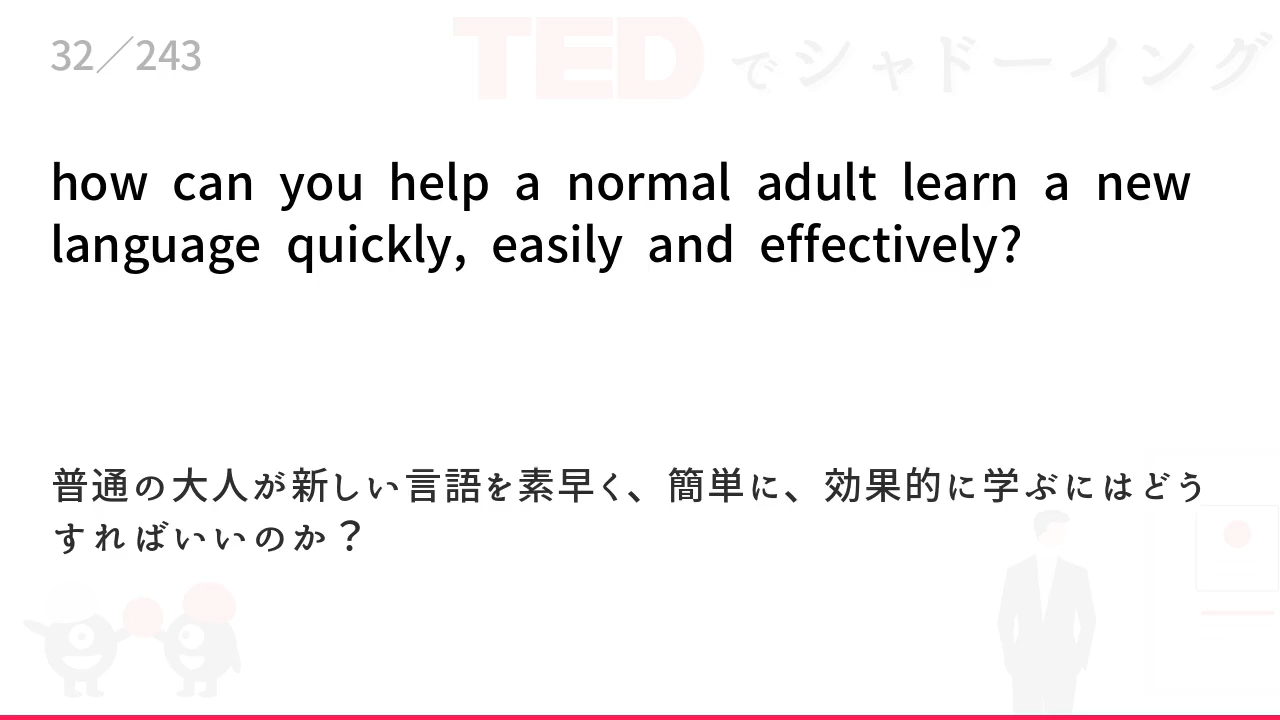 32／243
TEDでシャドーイング
how can you help a normal adult learn a new
language quickly, easily and effectively?
普通の大人が新しい言語を素早く、簡単に、効果的に学ぶにはどう
すればいいのか？